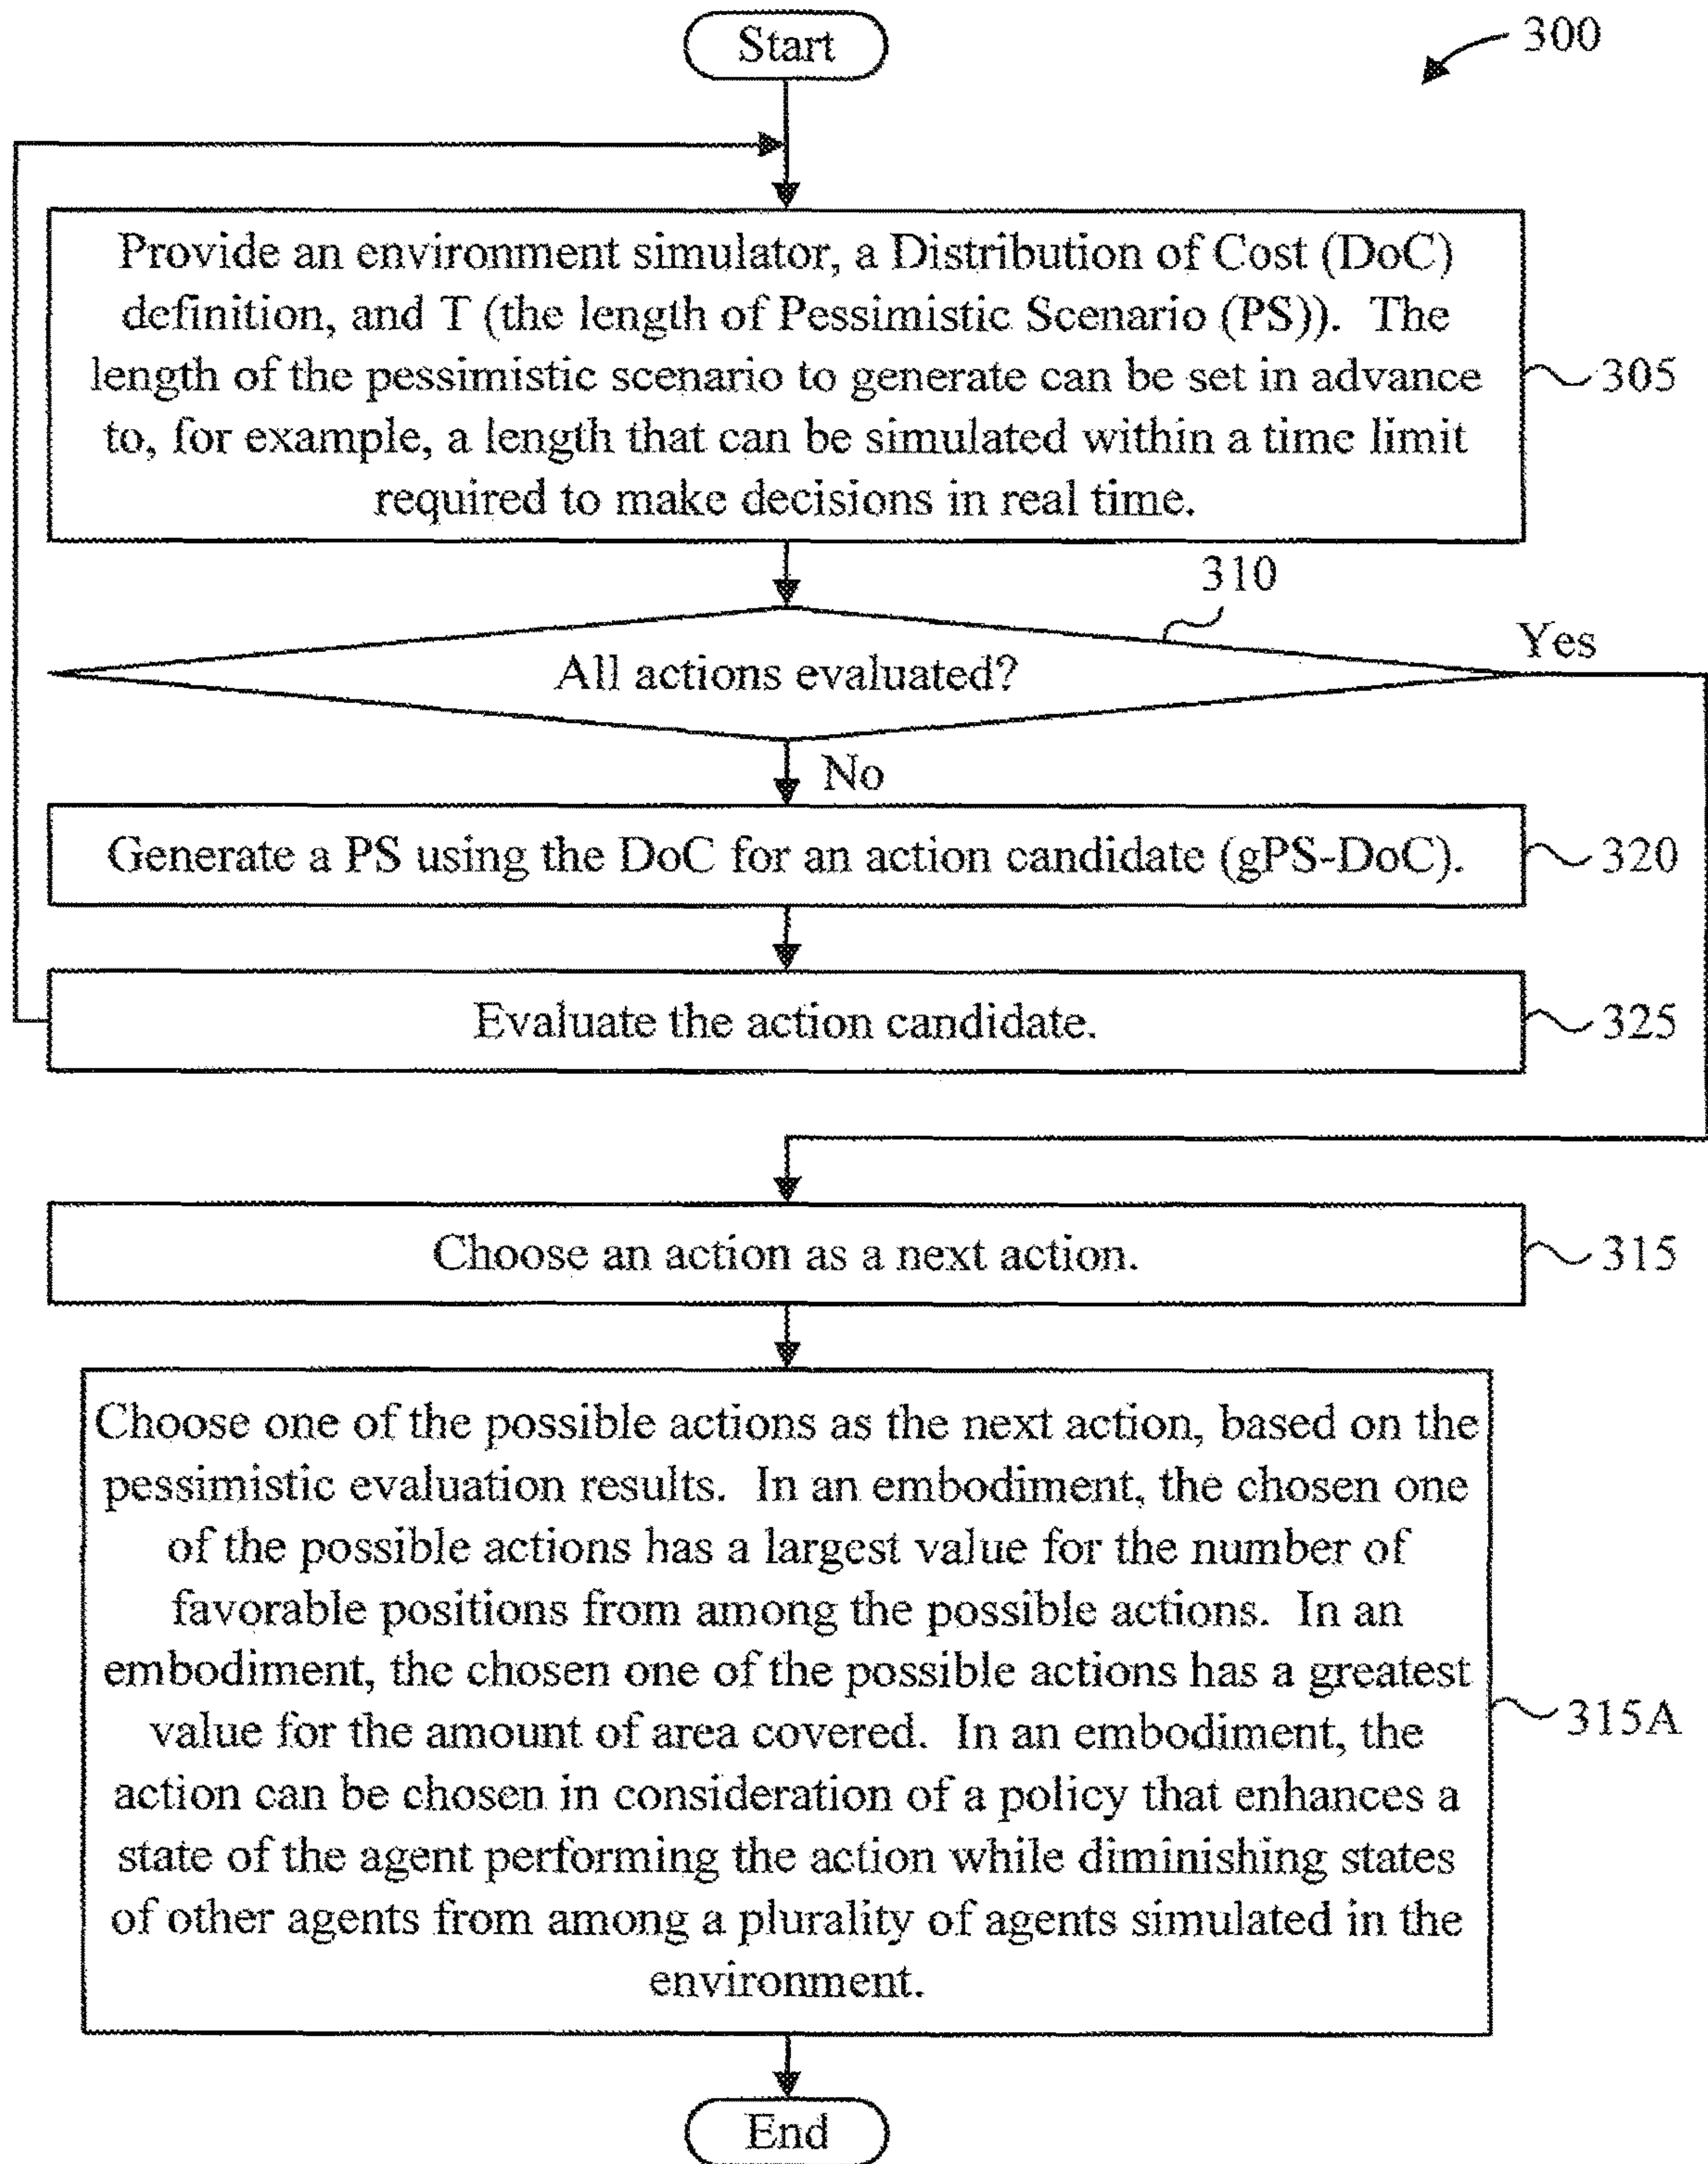 Start
300
Provide an environment simulator, a Distribution of Cost (DoC)
definition, and T (the length of Pessimistic Scenario (PS)). The
length of the pessimistic scenario to generate can be set in advance
to, for example, a length that can be simulated within a time limit
required to make decisions in real time.
305
310
All actions evaluated?
Yes
No
Generate a PS using the DoC for an action candidate (gPS-DoC).
320
Evaluate the action candidate.
325
Choose an action as a next action.
315
Choose one of the possible actions as the next action, based on the
pessimistic evaluation results. In an embodiment, the chosen one
of the possible actions has a largest value for the number of
favorable positions from among the possible actions. In an
embodiment, the chosen one of the possible actions has a greatest
value for the amount of area covered. In an embodiment, the
action can be chosen in consideration of a policy that enhances a
state of the agent performing the action while diminishing states
of other agents from among a plurality of agents simulated in the
environment.
315A
End